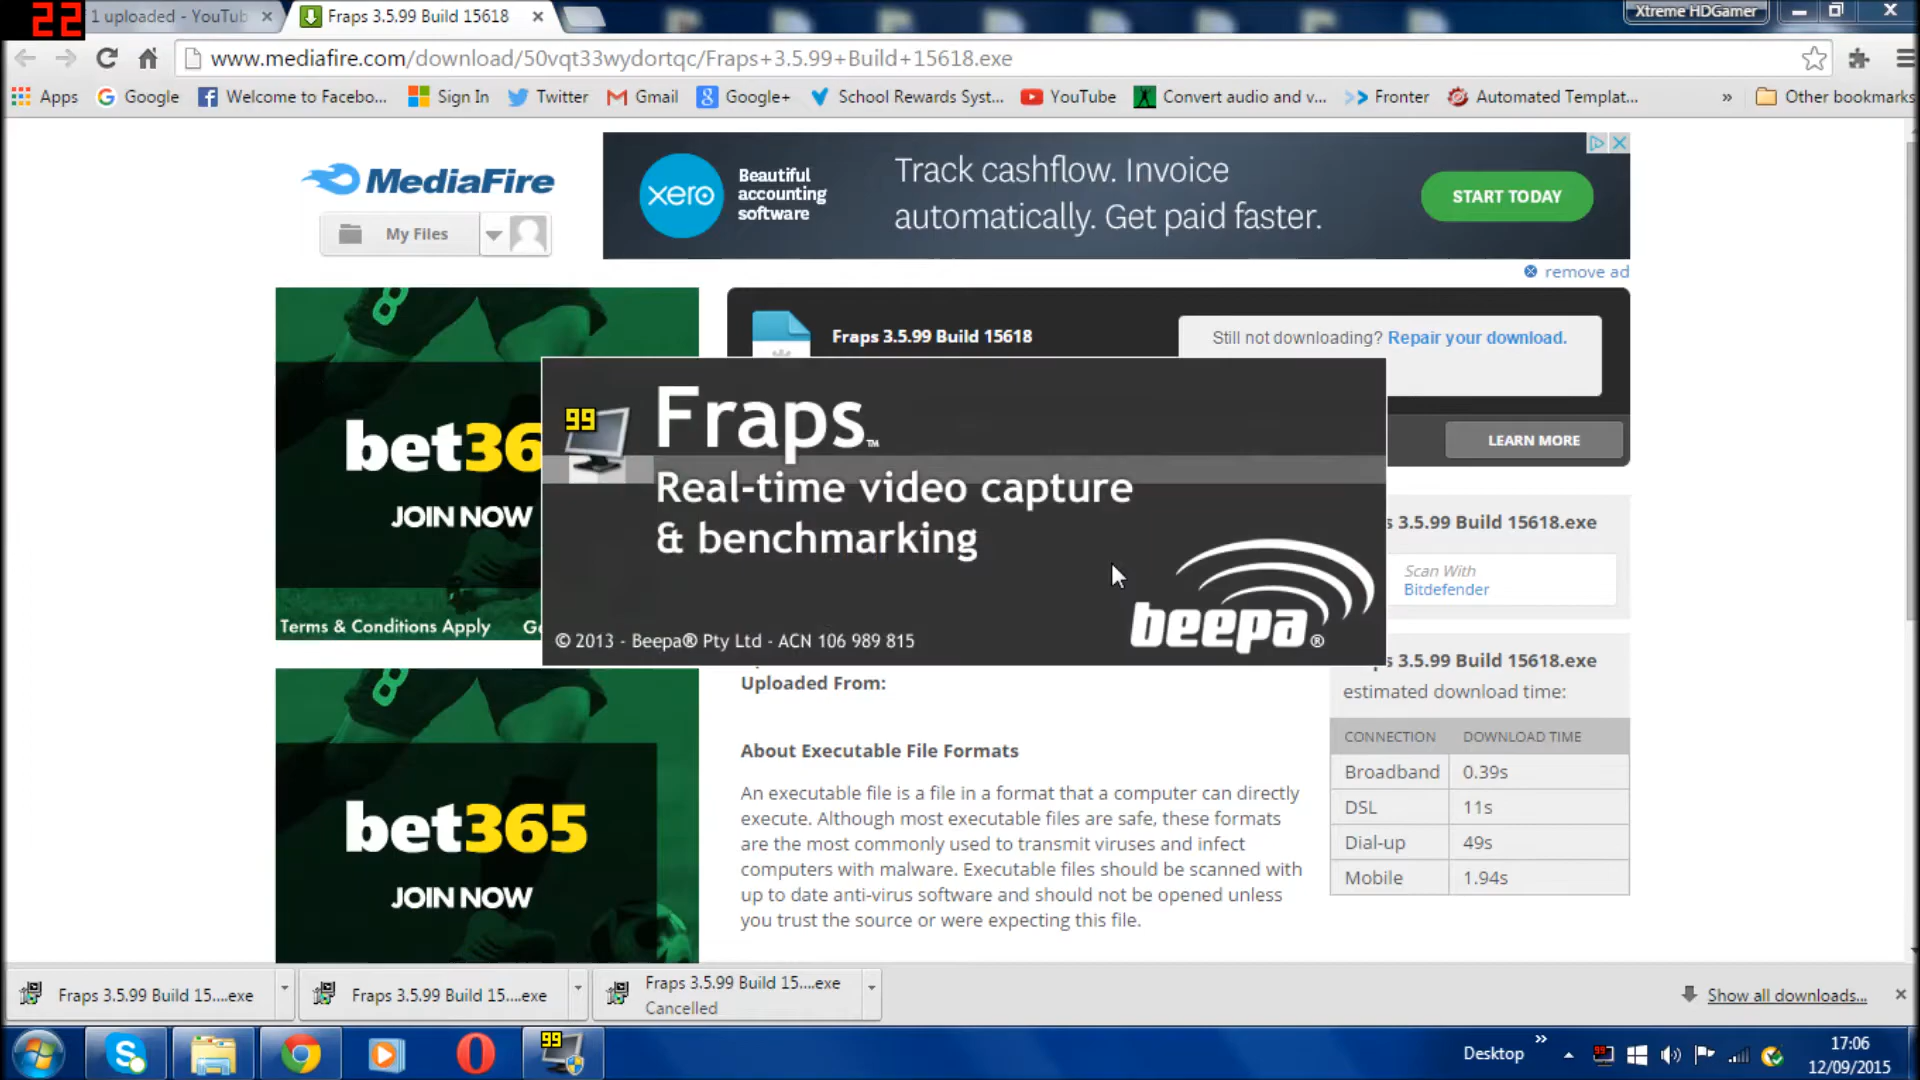 22
1 uploaded - YouTub
Fraps 3.5.99 Build 15618
Xtreme HDGamer
www.mediafire.com/download/50vqt33wydortqc/Fraps+3.5.99+Build+15618.exe
Apps
Google
Welcome to Facebo...
Sign In
Twitter
Gmail
Google+
School Rewards Syst...
YouTube
Convert audio and v...
Fronter
Automated Templat...
»
Other bookmarks
MediaFire
My Files
xero
Beautiful
accounting
software
Track cashflow. Invoice
automatically. Get paid faster.
START TODAY
remove ad
8
bet36
JOIN NOW
Terms & Conditions Apply
Fraps 3.5.99 Build 15618
Still not downloading? Repair your download.
LEARN MORE
99
Fraps™
Real-time video capture
& benchmarking
beepa®
© 2013 - Beepa® Pty Ltd - ACN 106 989 815
s 3.5.99 Build 15618.exe
Scan With
Bitdefender
s 3.5.99 Build 15618.exe
estimated download time:
CONNECTION DOWNLOAD TIME
Broadband 0.39s
DSL 11s
Dial-up 49s
Mobile 1.94s
Uploaded From:
About Executable File Formats
An executable file is a file in a format that a computer can directly
execute. Although most executable files are safe, these formats
are the most commonly used to transmit viruses and infect
computers with malware. Executable files should be scanned with
up to date anti-virus software and should not be opened unless
you trust the source or were expecting this file.
8
bet365
JOIN NOW
Fraps 3.5.99 Build 15....exe
Fraps 3.5.99 Build 15....exe
Fraps 3.5.99 Build 15....exe
Cancelled
Show all downloads...
99
Desktop
»
17:06
12/09/2015